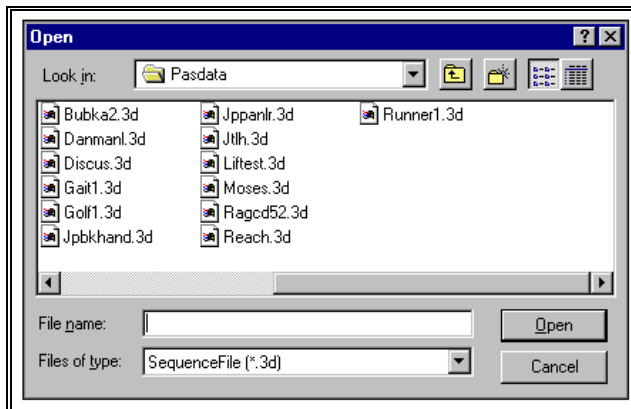 Open
Look in: Pasdata
Bubka2.3d Jppanlr.3d Runner1.3d
Danmanl.3d Jtlh.3d
Discus.3d Liftest.3d
Gait1.3d Moses.3d
Golf1.3d Ragcd52.3d
Jpbkhand.3d Reach.3d
File name: Open
Files of type: SequenceFile (*.3d) Cancel